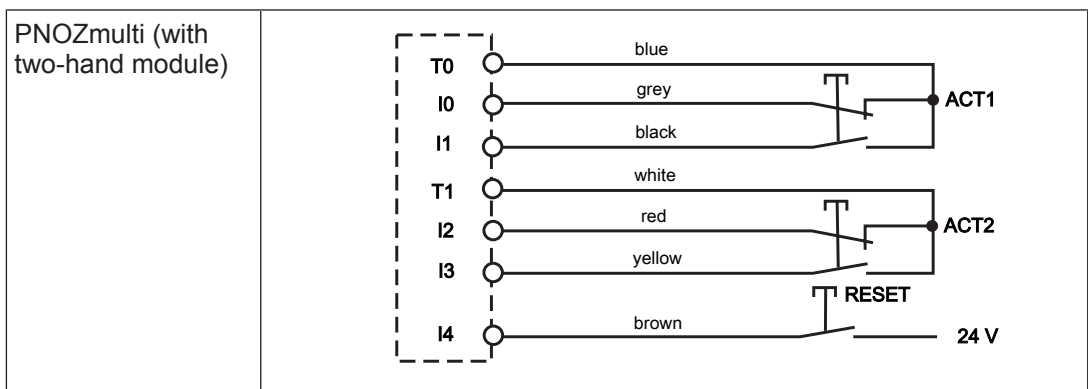 PNOZmulti (with
two-hand module)
T0 blue
I0 grey
ACT1
I1 black
T1 white
I2 red
ACT2
I3 yellow
RESET
I4 brown 24 V